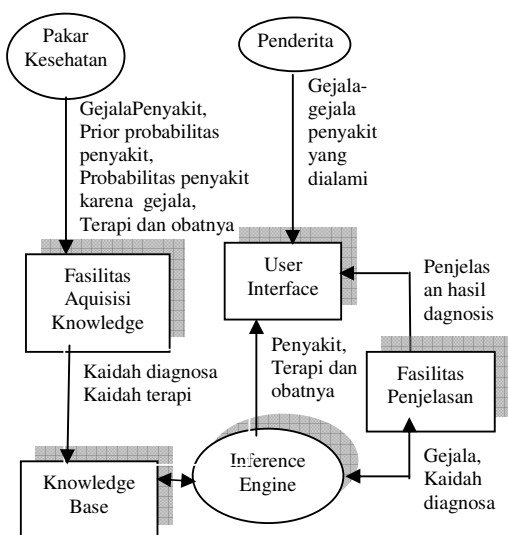 Pakar
Kesehatan
Penderita
GejalaPenyakit,
Prior probabilitas
penyakit,
Probabilitas penyakit
karena gejala,
Terapi dan obatnya
Gejala-
gejala
penyakit
yang
dialami
Fasilitas
Aquisisi
Knowledge
User
Interface
Penjelas
an hasil
dagnosis
Kaidah diagnosa
Kaidah terapi
Penyakit,
Terapi dan
obatnya
Fasilitas
Penjelasan
Knowledge
Base
Inference
Engine
Gejala,
Kaidah
diagnosa